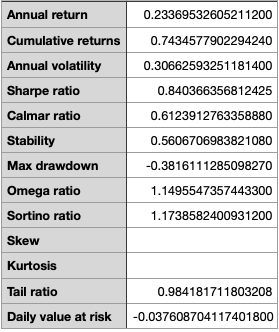 Annual return 0.23369532605211200
Cumulative returns 0.7434577902294240
Annual volatility 0.30662593251181400
Sharpe ratio 0.840366356812425
Calmar ratio 0.6123912763358880
Stability 0.5606706983821080
Max drawdown -0.3816111285098270
Omega ratio 1.1495547357443300
Sortino ratio 1.1738582400931200
Skew
Kurtosis
Tail ratio 0.984181711803208
Daily value at risk -0.037608704117401800